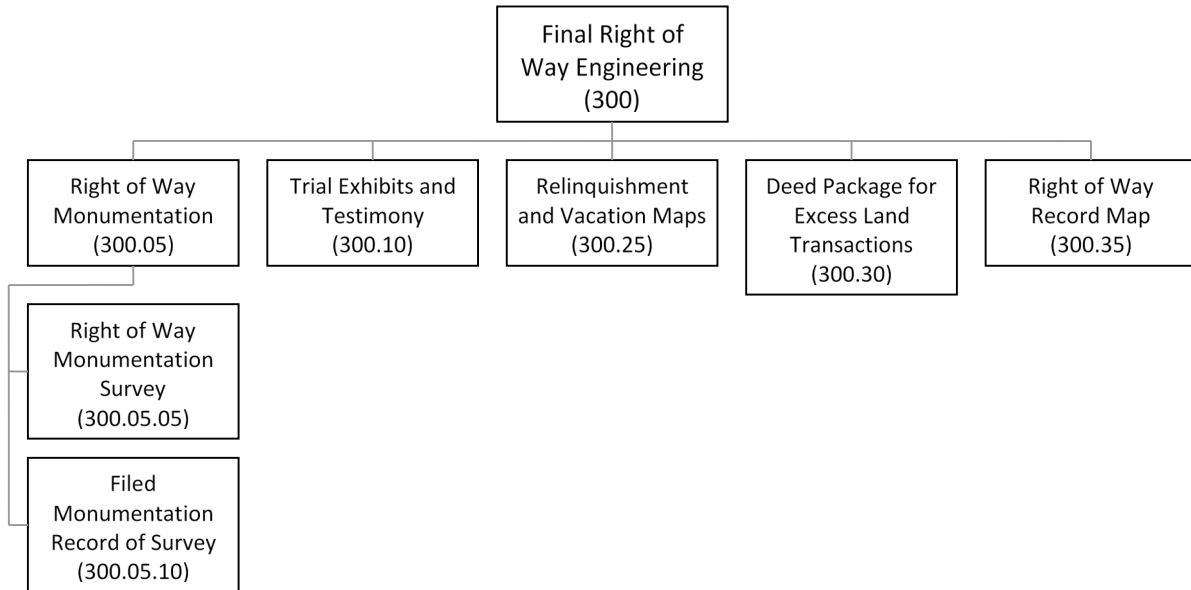 Final Right of
Way Engineering
(300)
Right of Way
Monumentation
(300.05)
Trial Exhibits and
Testimony
(300.10)
Relinquishment
and Vacation Maps
(300.25)
Deed Package for
Excess Land
Transactions
(300.30)
Right of Way
Record Map
(300.35)
Right of Way
Monumentation
Survey
(300.05.05)
Filed
Monumentation
Record of Survey
(300.05.10)